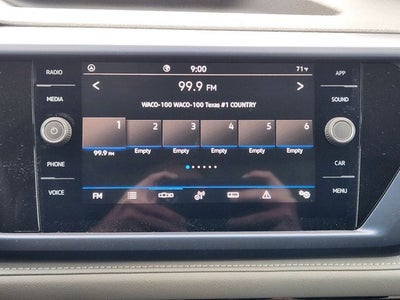 9:00
71°F
RADIO
APP
< 99.9 FM >
MEDIA
SOUND
WACO-100 WACO-100 Texas #1 COUNTRY
1 2 3 4 5 6
99.9 FM Empty Empty Empty Empty Empty
PHONE
CAR
VOICE
MENU
FM